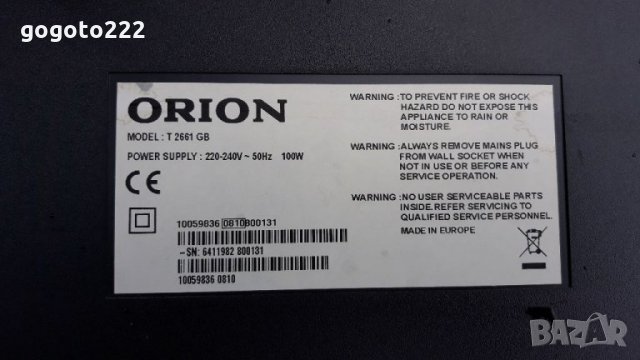 gogoto222
ORION
MODEL : T 2661 GB
POWER SUPPLY : 220-240V ~ 50Hz 100W
CE
10059836 0810 800131
-SN: 6411982 800131
10059836 0810
WARNING :TO PREVENT FIRE OR SHOCK
HAZARD DO NOT EXPOSE THIS
APPLIANCE TO RAIN OR
MOISTURE.
WARNING :ALWAYS REMOVE MAINS PLUG
FROM WALL SOCKET WHEN
NOT IN USE OR BEFORE ANY
SERVICE OPERATION.
WARNING :NO USER SERVICEABLE PARTS
INSIDE.REFER SERVICING TO
QUALIFIED SERVICE PERSONNEL.
MADE IN EUROPE
BAZAR